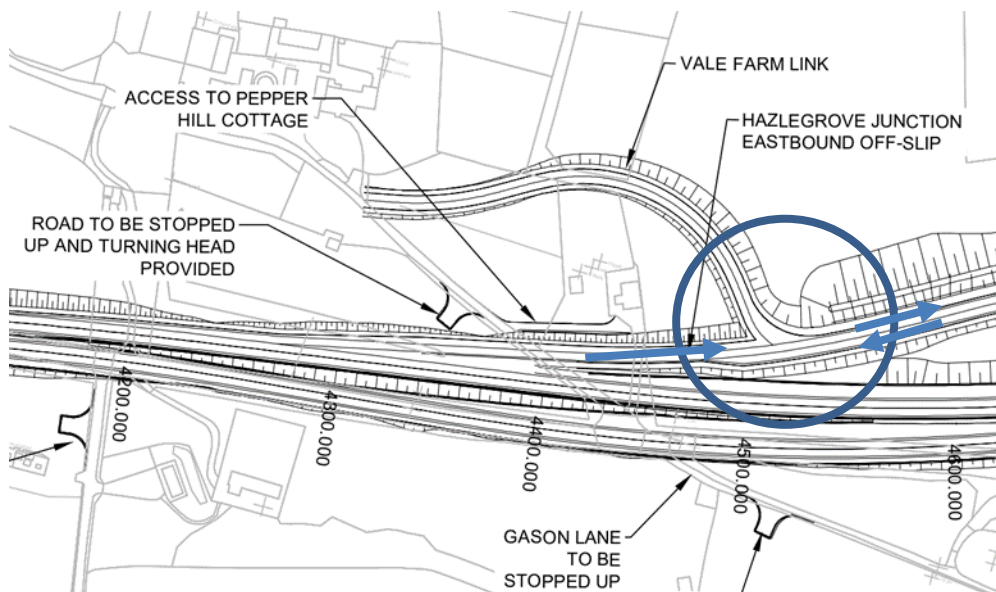 VALE FARM LINK
ACCESS TO PEPPER
HILL COTTAGE
HAZLEGROVE JUNCTION
EASTBOUND OFF-SLIP
ROAD TO BE STOPPED
UP AND TURNING HEAD
PROVIDED
4200.000
4300.000
4400.000
4500.000
4600.000
GASON LANE
TO BE
STOPPED UP